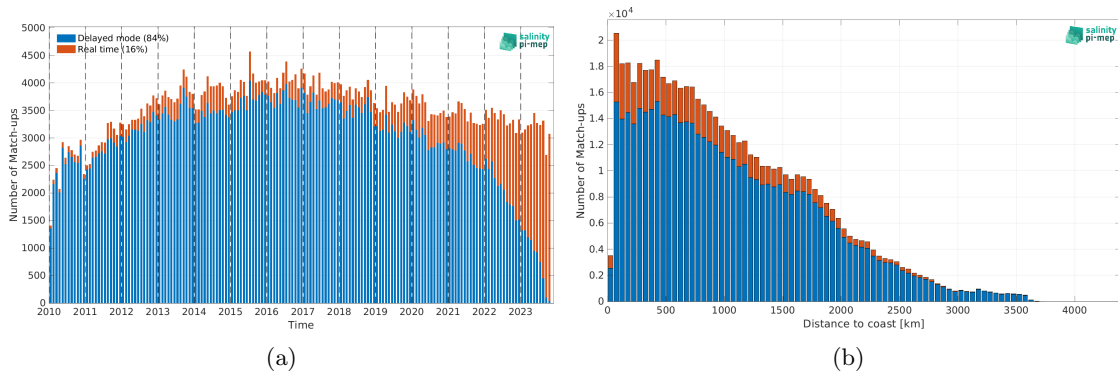 5000
4500
4000
3500
3000
2500
2000
1500
1000
500
0
Number of Match-ups
Delayed mode (84%)
Real time (16%)
salinity
pi-mep
2010 2011 2012 2013 2014 2015 2016 2017 2018 2019 2020 2021 2022 2023
Time
(a)
×10⁴
2
1.8
1.6
1.4
1.2
1
0.8
0.6
0.4
0.2
0
Number of Match-ups
salinity
pi-mep
0 500 1000 1500 2000 2500 3000 3500 4000
Distance to coast [km]
(b)